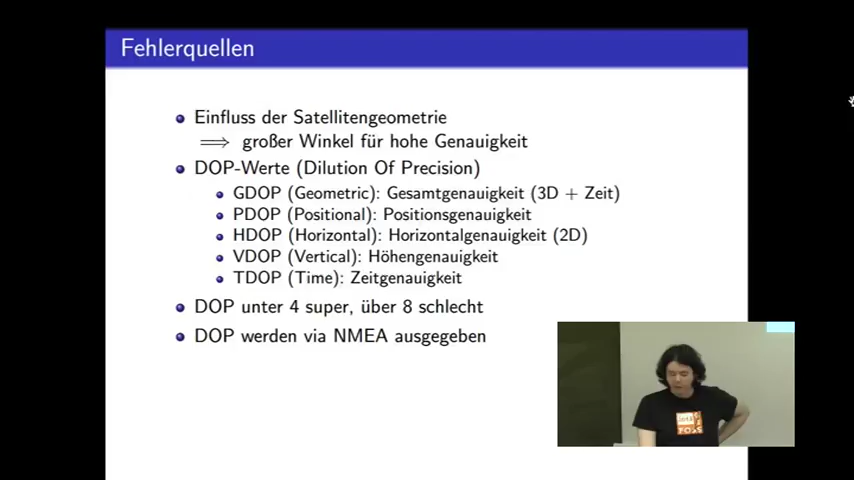 Fehlerquellen
Einfluss der Satellitengeometrie
⟹ großer Winkel für hohe Genauigkeit
DOP-Werte (Dilution Of Precision)
GDOP (Geometric): Gesamtgenauigkeit (3D + Zeit)
PDOP (Positional): Positionsgenauigkeit
HDOP (Horizontal): Horizontalgenauigkeit (2D)
VDOP (Vertical): Höhengenauigkeit
TDOP (Time): Zeitgenauigkeit
DOP unter 4 super, über 8 schlecht
DOP werden via NMEA ausgegeben